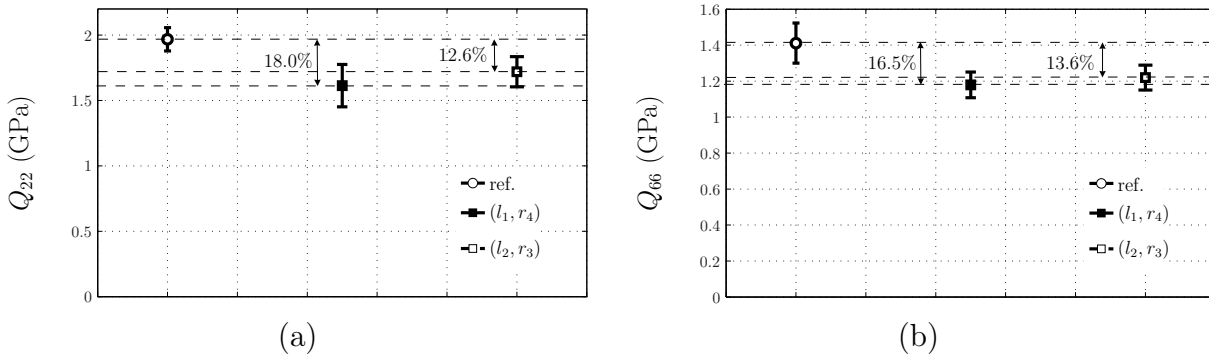 2
1.5
1
0.5
0
Q22 (GPa)
18.0%
12.6%
ref.
(l1, r4)
(l2, r3)
(a)
1.6
1.4
1.2
1
0.8
0.6
0.4
0.2
0
Q66 (GPa)
16.5%
13.6%
ref.
(l1, r4)
(l2, r3)
(b)